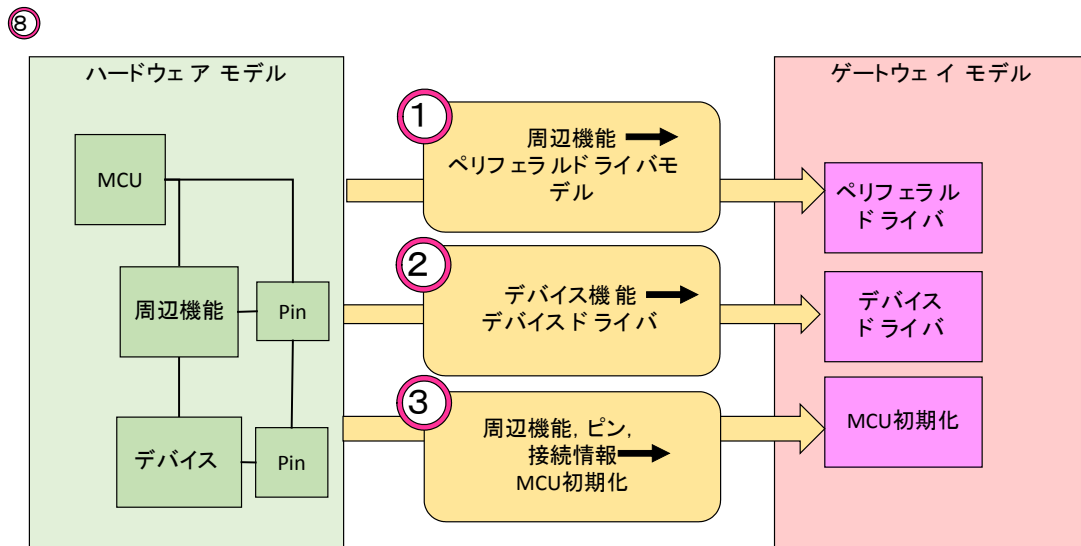 ⑧
ハードウェア モデル
MCU
周辺機能
Pin
デバイス
Pin
①
周辺機能
ペリフェラルドライバモ
デル
②
デバイス機能
デバイスドライバ
③
周辺機能, ピン,
接続情報
MCU初期化
ゲートウェイ モデル
ペリフェラル
ドライバ
デバイス
ドライバ
MCU初期化